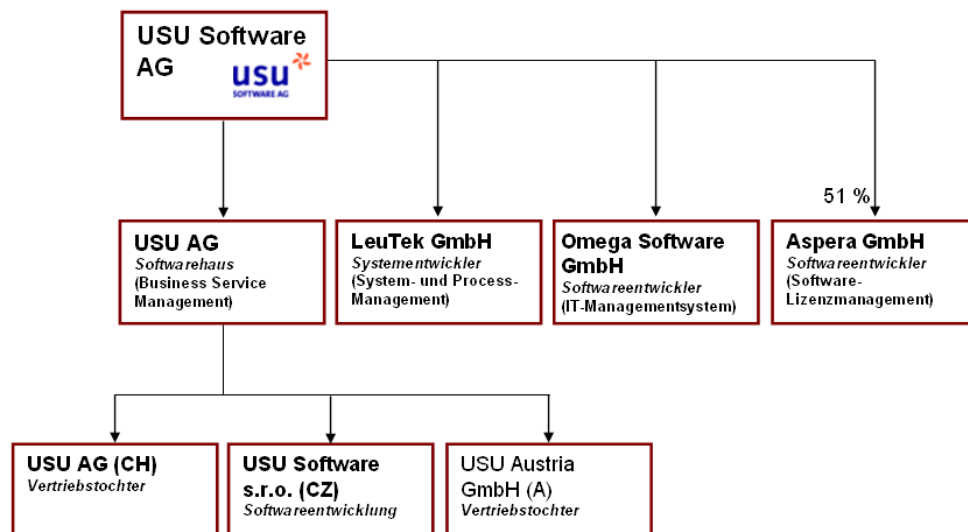 USU Software
AG
usu
SOFTWARE AG
51 %
USU AG
Softwarehaus
(Business Service
Management)
LeuTek GmbH
Systementwickler
(System- und Process-
Management)
Omega Software
GmbH
Softwareentwickler
(IT-Managementsystem)
Aspera GmbH
Softwareentwickler
(Software-
Lizenzmanagement)
USU AG (CH)
Vertriebstochter
USU Software
s.r.o. (CZ)
Softwareentwicklung
USU Austria
GmbH (A)
Vertriebstochter